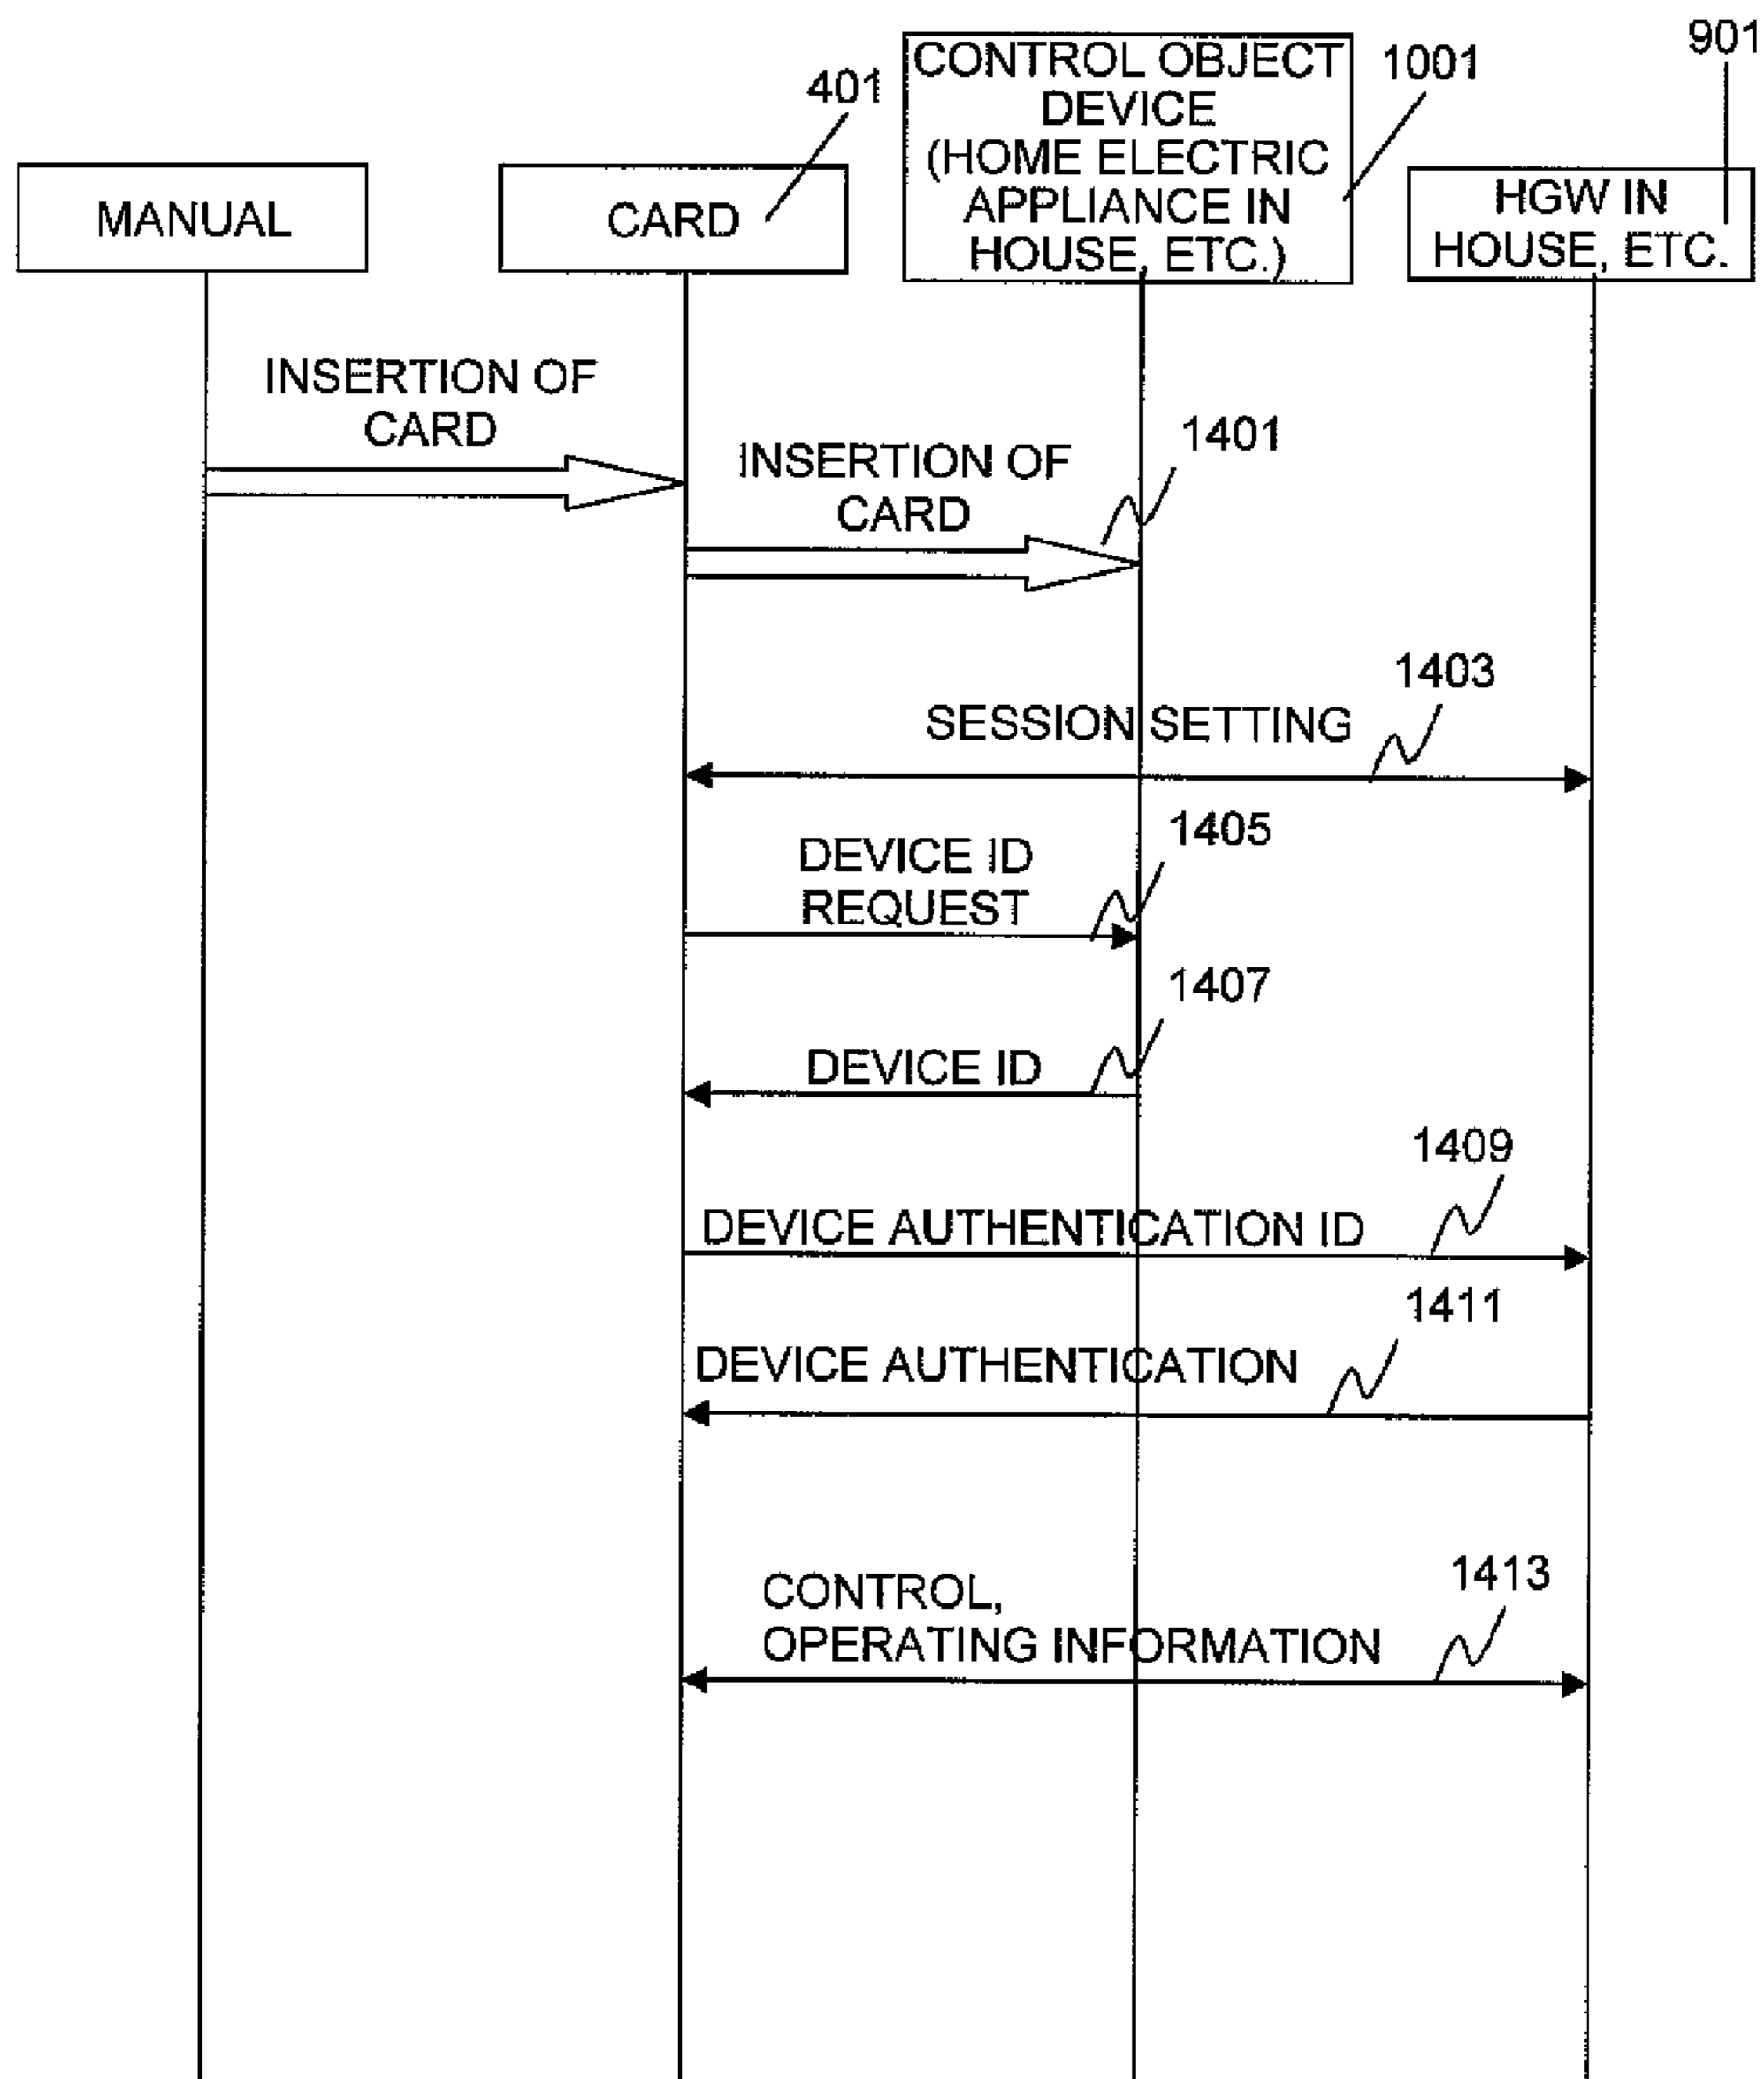 901
CONTROL OBJECT
DEVICE
(HOME ELECTRIC
APPLIANCE IN
HOUSE, ETC.)
1001
401
MANUAL
CARD
HGW IN
HOUSE, ETC.
INSERTION OF
CARD
INSERTION OF
CARD
1401
1403
SESSION SETTING
1405
DEVICE ID
REQUEST
1407
DEVICE ID
1409
DEVICE AUTHENTICATION ID
1411
DEVICE AUTHENTICATION
1413
CONTROL,
OPERATING INFORMATION